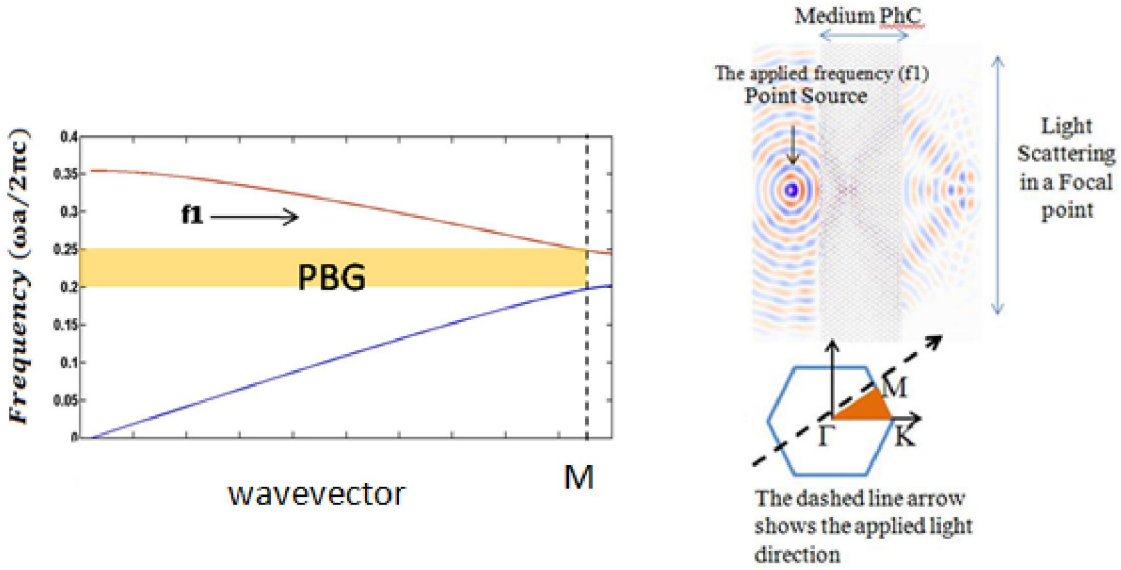 Frequency (ωa/2πc)
0.4
0.35
0.3
0.25
0.2
0.15
0.1
0.05
0
f1
PBG
wavevector
M
Medium PhC
The applied frequency (f1)
Point Source
Light
Scattering
in a Focal
point
M
Γ
K
The dashed line arrow
shows the applied light
direction